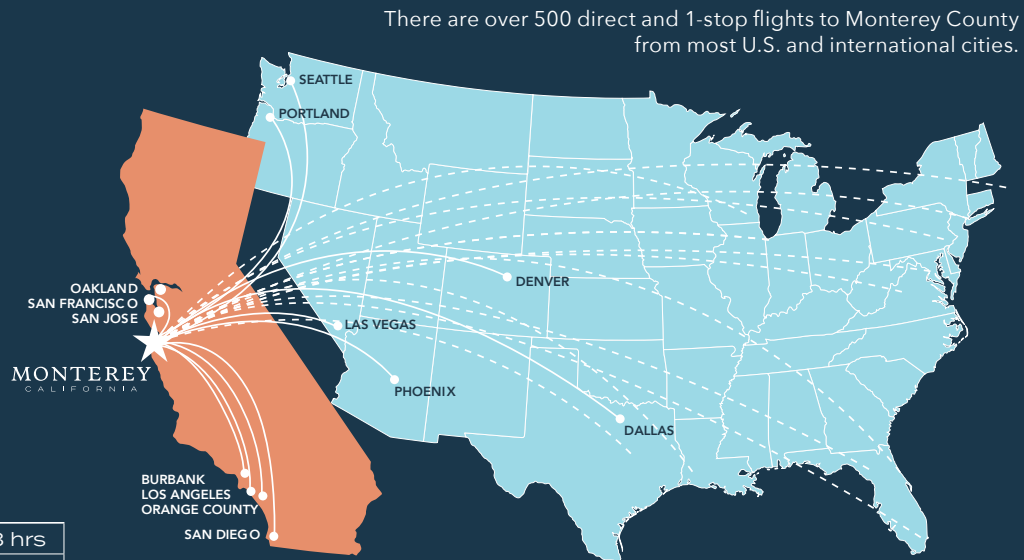 There are over 500 direct and 1-stop flights to Monterey County
from most U.S. and international cities.
SEATTLE
PORTLAND
OAKLAND
SAN FRANCISCO
SAN JOSE
DENVER
LAS VEGAS
MONTEREY
CALIFORNIA
PHOENIX
DALLAS
BURBANK
LOS ANGELES
ORANGE COUNTY
SAN DIEGO
hrs